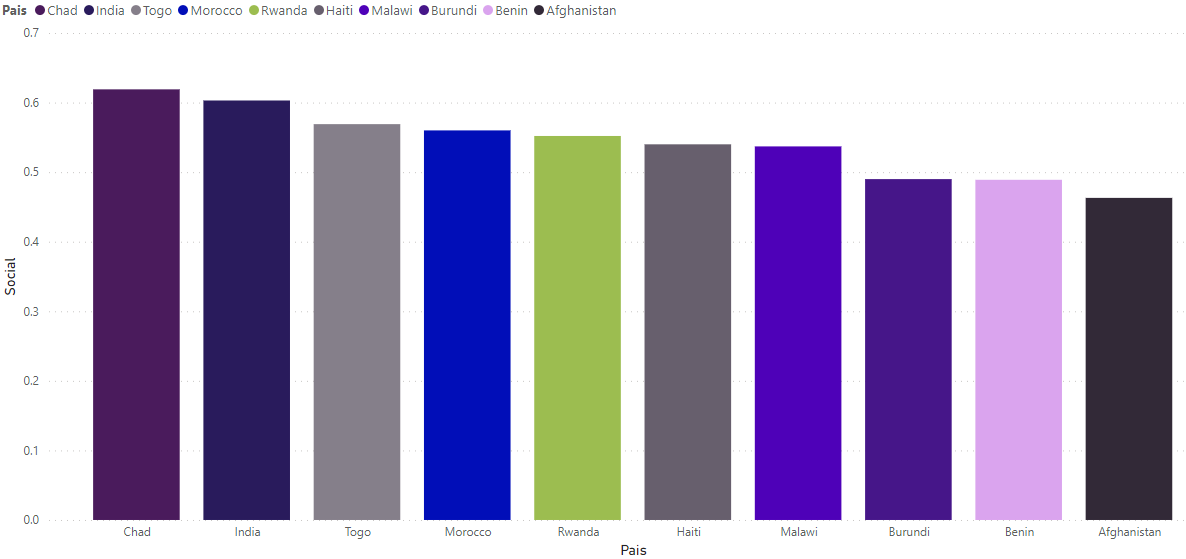 Pais Chad India Togo Morocco Rwanda Haiti Malawi Burundi Benin Afghanistan
0.7
0.6
0.5
0.4
0.3
0.2
0.1
0.0
Social
Chad India Togo Morocco Rwanda Haiti Malawi Burundi Benin Afghanistan
Pais